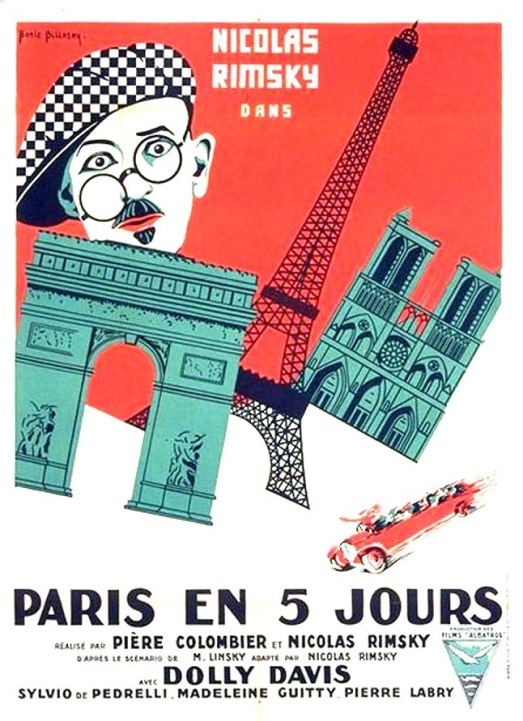 Boris Bilinsky.
NICOLAS
RIMSKY
DANS
PARIS EN 5 JOURS
RÉALISÉ PAR PIÈRE COLOMBIER ET NICOLAS RIMSKY
D'APRÈS LE SCÉNARIO DE M. LINSKY ADAPTÉ PAR NICOLAS RIMSKY
AVEC
DOLLY DAVIS
SYLVIO DE PEDRELLI, MADELEINE GUITTY, PIERRE LABRY
PRODUCTION DES
FILMS "ALBATROS"